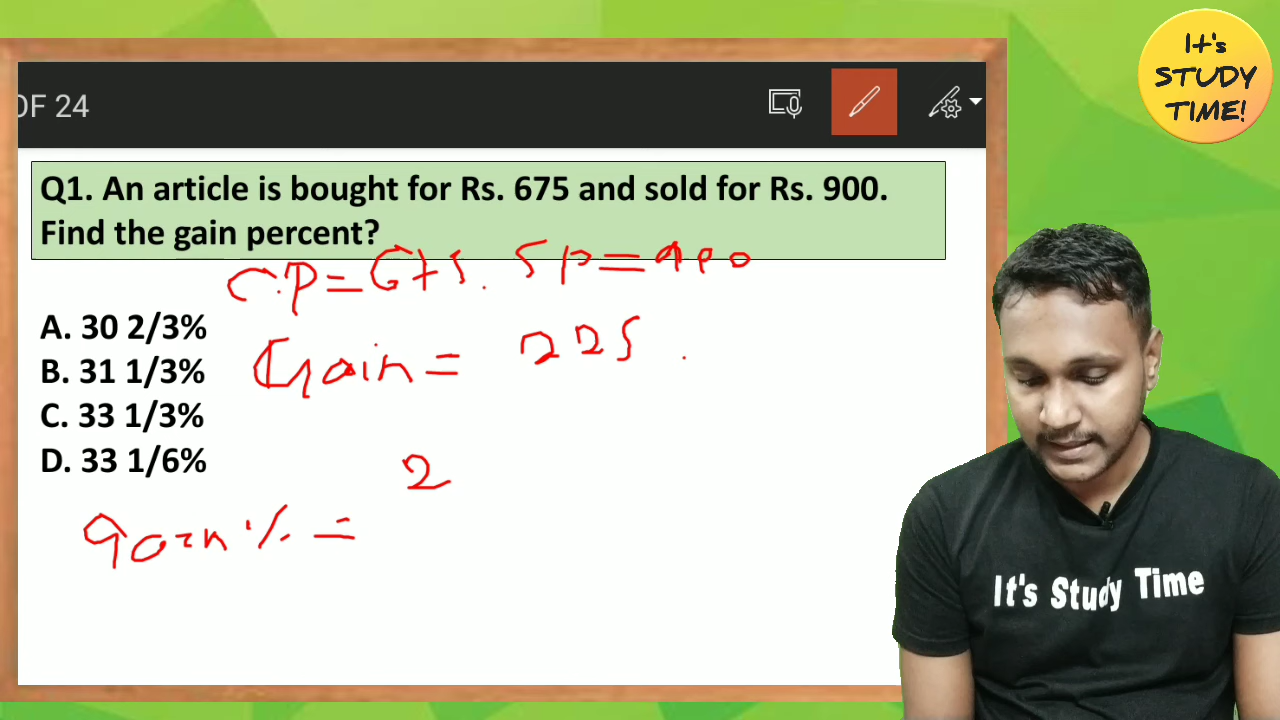 It's
STUDY
TIME!
OF 24
Q1. An article is bought for Rs. 675 and sold for Rs. 900.
Find the gain percent?
C.P = 675. SP = 900
A. 30 2/3%
Gain = 225.
B. 31 1/3%
C. 33 1/3%
D. 33 1/6%
2
gain % =
It's Study Time